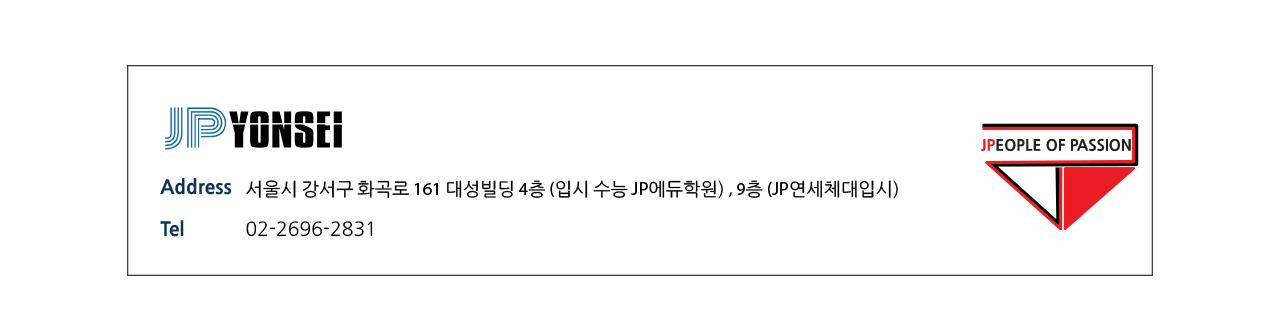 JP YONSEI
Address 서울시 강서구 화곡로 161 대성빌딩 4층 (입시 수능 JP에듀학원) , 9층 (JP연세체대입시)
Tel 02-2696-2831
JPEOPLE OF PASSION